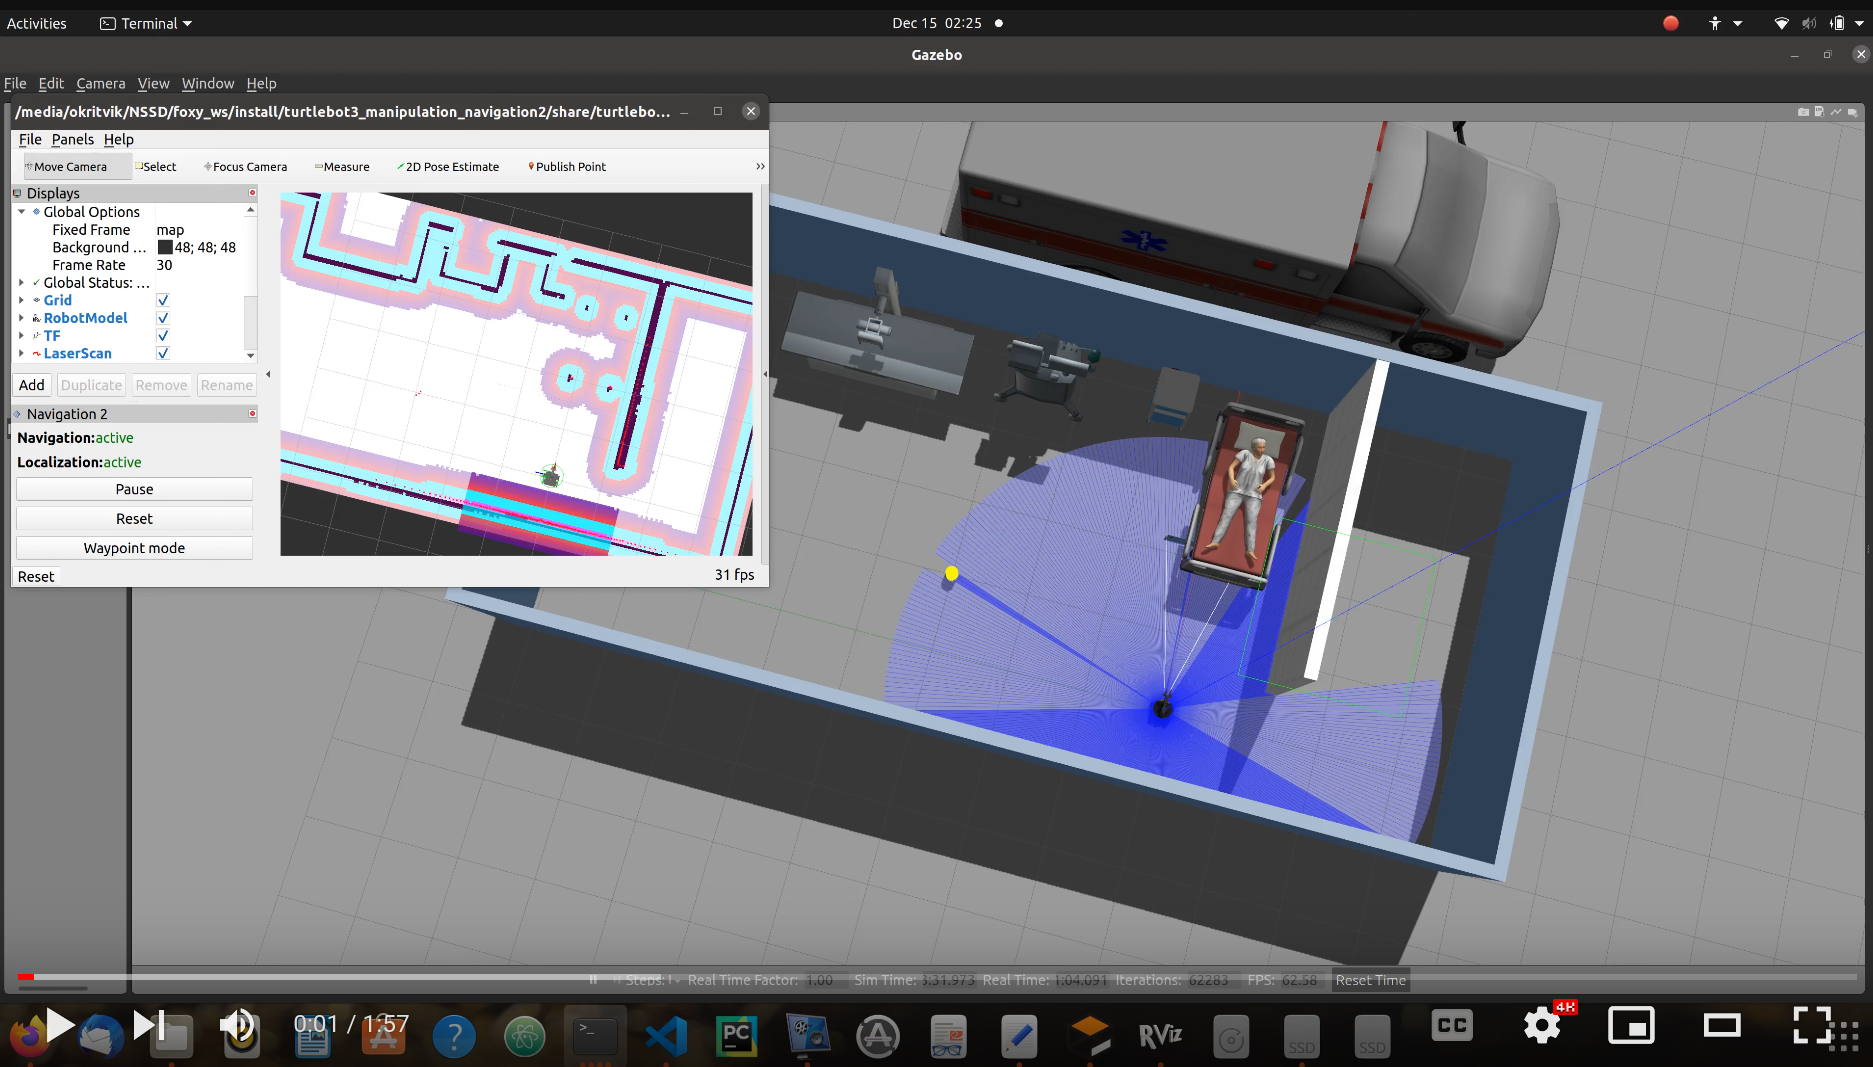 Activities
Terminal
Dec 15 02:25
Gazebo
File Edit Camera View Window Help
/media/okritvik/NSSD/foxy_ws/install/turtlebot3_manipulation_navigation2/share/turtlebo...
File Panels Help
Move Camera Select Focus Camera Measure 2D Pose Estimate Publish Point
Displays
Global Options
Fixed Frame map
Background ... 48; 48; 48
Frame Rate 30
Global Status: ...
Grid
RobotModel
TF
LaserScan
Add Duplicate Remove Rename
Navigation 2
Navigation:active
Localization:active
Pause
Reset
Waypoint mode
Reset
31 fps
Steps: Real Time Factor: 1.00 Sim Time: 3:31.973 Real Time: 1:04.091 Iterations: 62283 FPS: 62.58 Reset Time
0:01 / 1:57
PC
RViz
SSD
SSD
CC